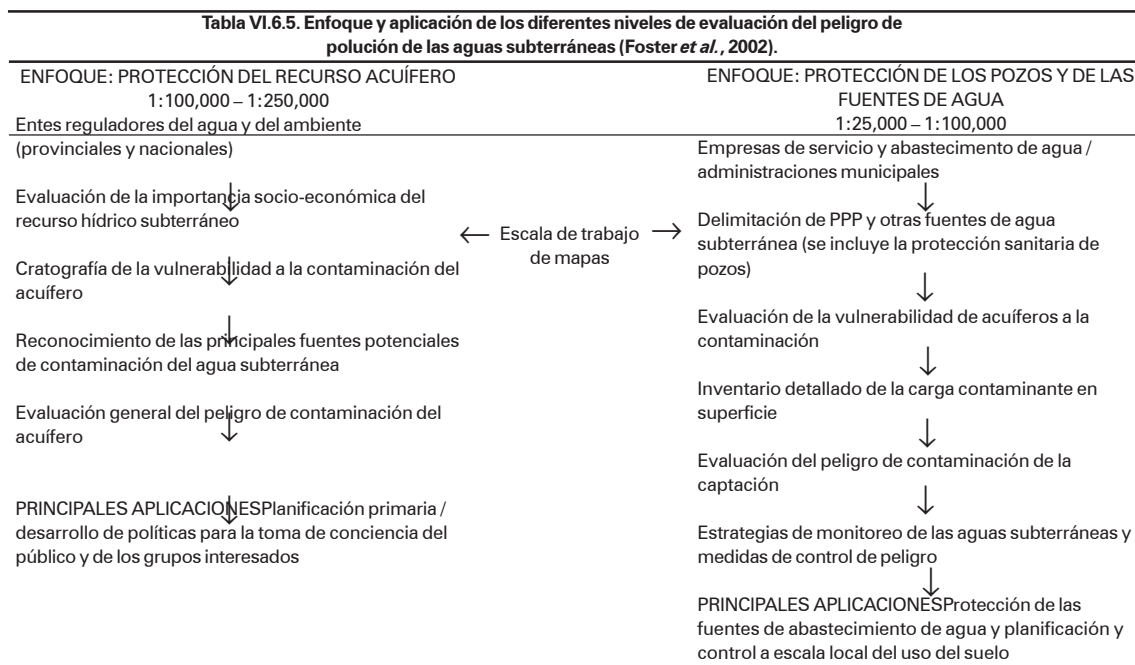 Tabla VI.6.5. Enfoque y aplicación de los diferentes niveles de evaluación del peligro de
polución de las aguas subterráneas (Foster et al., 2002).
ENFOQUE: PROTECCIÓN DEL RECURSO ACUÍFERO
1:100,000 – 1:250,000
Entes reguladores del agua y del ambiente
(provinciales y nacionales)
Evaluación de la importancia socio-económica del
recurso hídrico subterráneo
Cratografía de la vulnerabilidad a la contaminación del
acuífero
Reconocimiento de las principales fuentes potenciales
de contaminación del agua subterránea
Evaluación general del peligro de contaminación del
acuífero
PRINCIPALES APLICACIONESPlanificación primaria /
desarrollo de políticas para la toma de conciencia del
público y de los grupos interesados
← Escala de trabajo →
de mapas
ENFOQUE: PROTECCIÓN DE LOS POZOS Y DE LAS
FUENTES DE AGUA
1:25,000 – 1:100,000
Empresas de servicio y abastecimento de agua /
administraciones municipales
Delimitación de PPP y otras fuentes de agua
subterránea (se incluye la protección sanitaria de
pozos)
Evaluación de la vulnerabilidad de acuíferos a la
contaminación
Inventario detallado de la carga contaminante en
superficie
Evaluación del peligro de contaminación de la
captación
Estrategias de monitoreo de las aguas subterráneas y
medidas de control de peligro
PRINCIPALES APLICACIONESProtección de las
fuentes de abastecimiento de agua y planificación y
control a escala local del uso del suelo